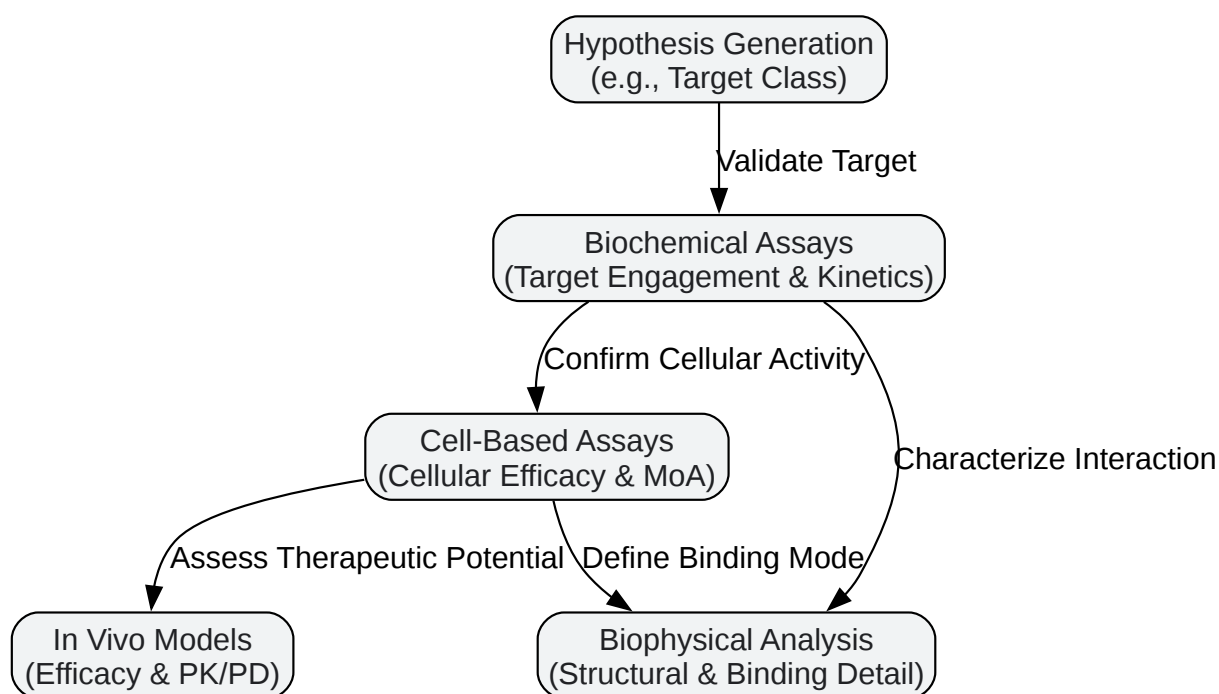 Hypothesis Generation
(e.g., Target Class)
Validate Target
Biochemical Assays
(Target Engagement & Kinetics)
Confirm Cellular Activity
Cell-Based Assays
(Cellular Efficacy & MoA)
Characterize Interaction
Assess Therapeutic Potential
Define Binding Mode
In Vivo Models
(Efficacy & PK/PD)
Biophysical Analysis
(Structural & Binding Detail)